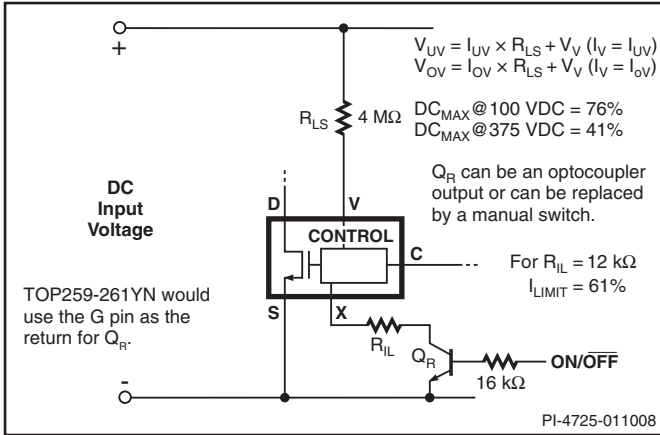 +
V_UV = I_UV × R_LS + V_V (I_V = I_UV)
V_OV = I_OV × R_LS + V_V (I_V = I_oV)
R_LS
4 MΩ
DC_MAX@100 VDC = 76%
DC_MAX@375 VDC = 41%
DC
Input
Voltage
Q_R can be an optocoupler
output or can be replaced
by a manual switch.
D
V
CONTROL
C
For R_IL = 12 kΩ
I_LIMIT = 61%
TOP259-261YN would
use the G pin as the
return for Q_R.
S
X
R_IL
Q_R
ON/O̅F̅F̅
16 kΩ
-
PI-4725-011008